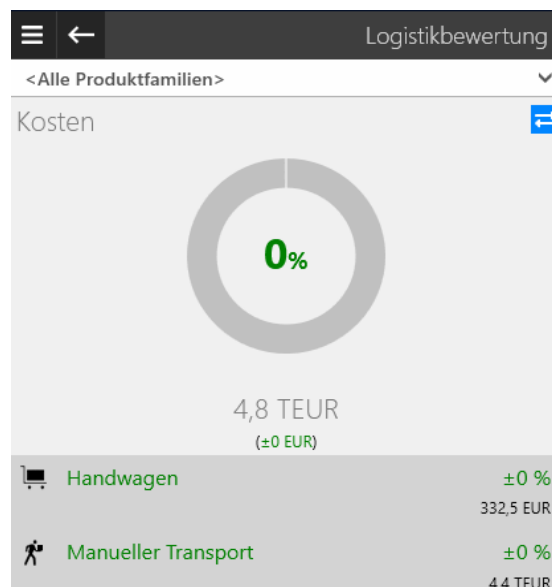 Logistikbewertung
<Alle Produktfamilien>
Kosten
0%
4,8 TEUR
(±0 EUR)
Handwagen ±0 %
332,5 EUR
Manueller Transport ±0 %
4,4 TEUR